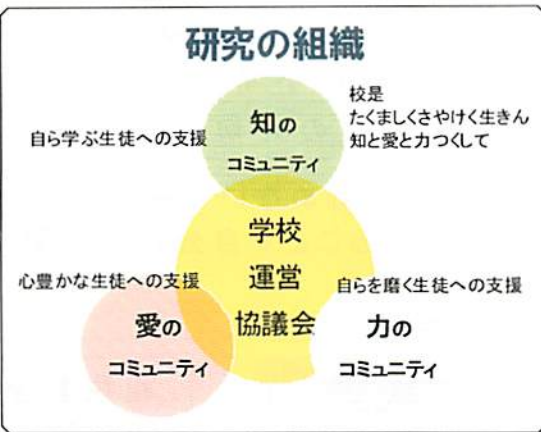 研究の組織
校是
たくましくさやけく生きん
知と愛と力つくして
自ら学ぶ生徒への支援
知の
コミュニティ
学校
運営
協議会
心豊かな生徒への支援
愛の
コミュニティ
自らを磨く生徒への支援
力の
コミュニティ